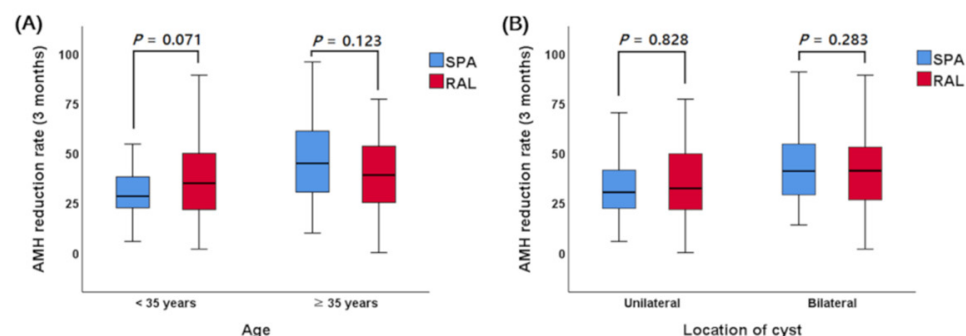 (A)
P = 0.071
P = 0.123
SPA
RAL
AMH reduction rate (3 months)
100
75
50
25
0
< 35 years
≥ 35 years
Age
(B)
P = 0.828
P = 0.283
SPA
RAL
AMH reduction rate (3 months)
100
75
50
25
0
Unilateral
Bilateral
Location of cyst